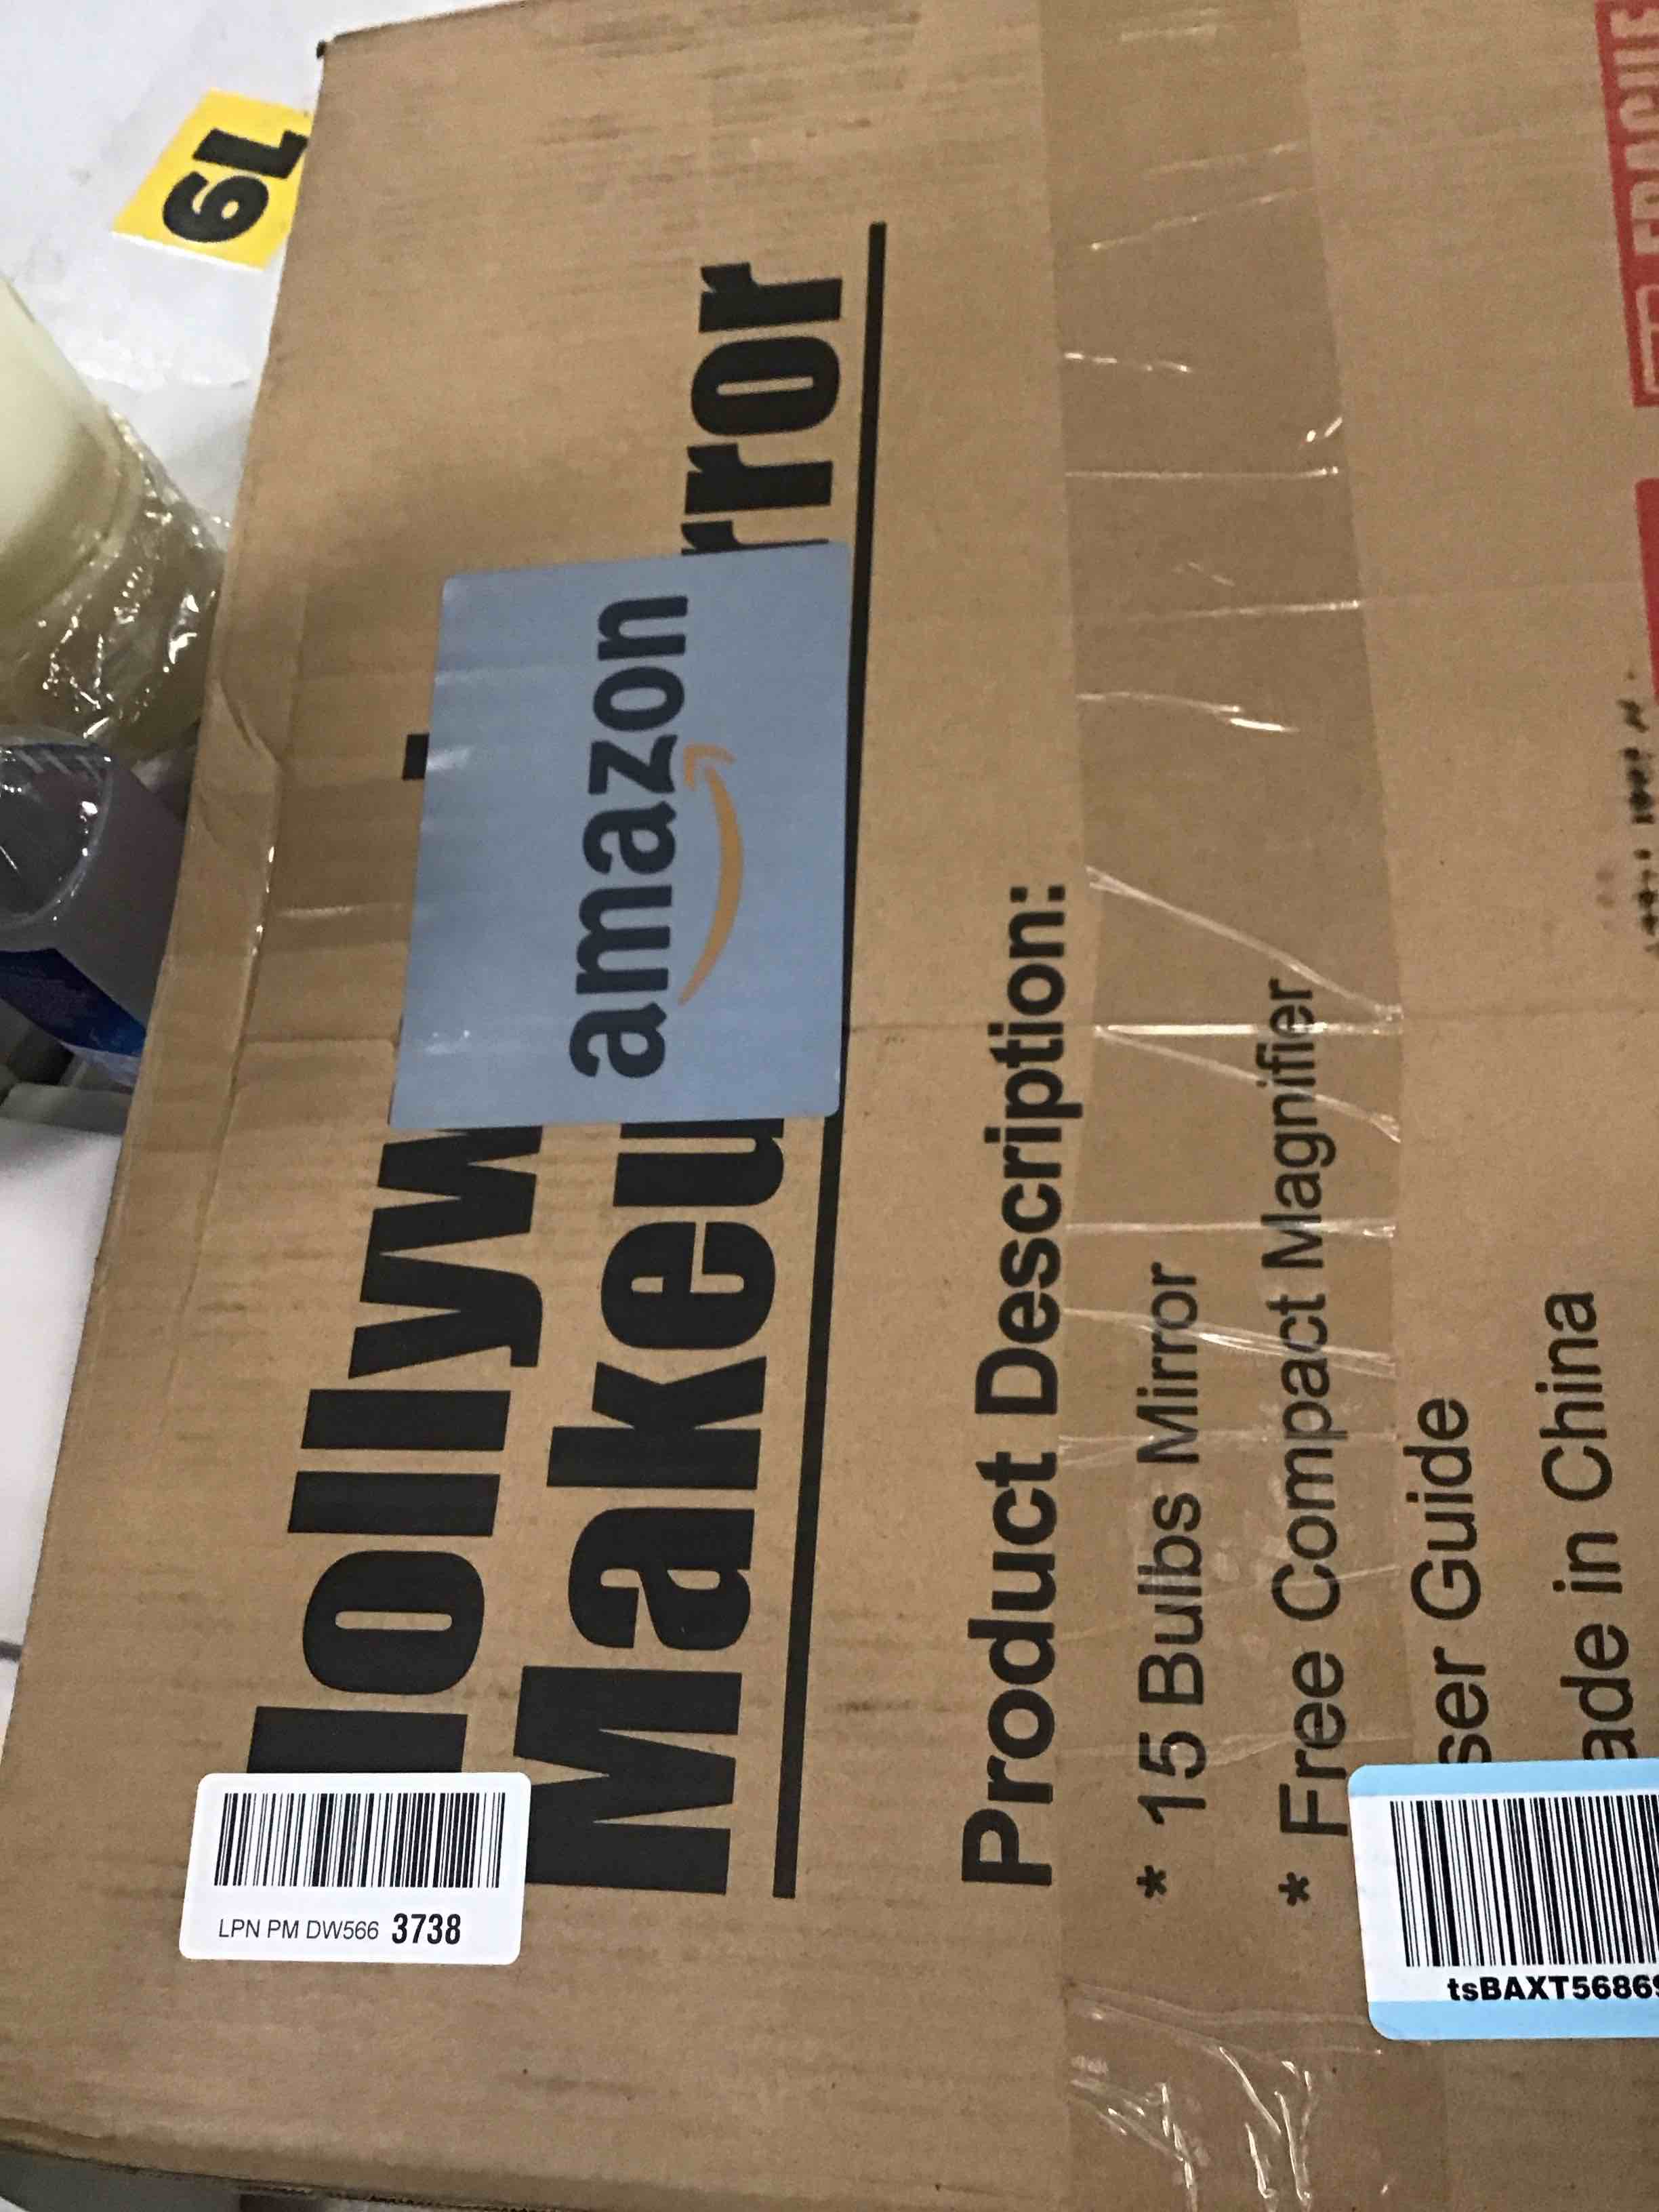 6L
ollyw
Makeu rror
amazon
Product Description:
* 15 Bulbs Mirror
* Free Compact Magnifier
ser Guide
ade in China
LPN PM DW566 3738
tsBAXT5686